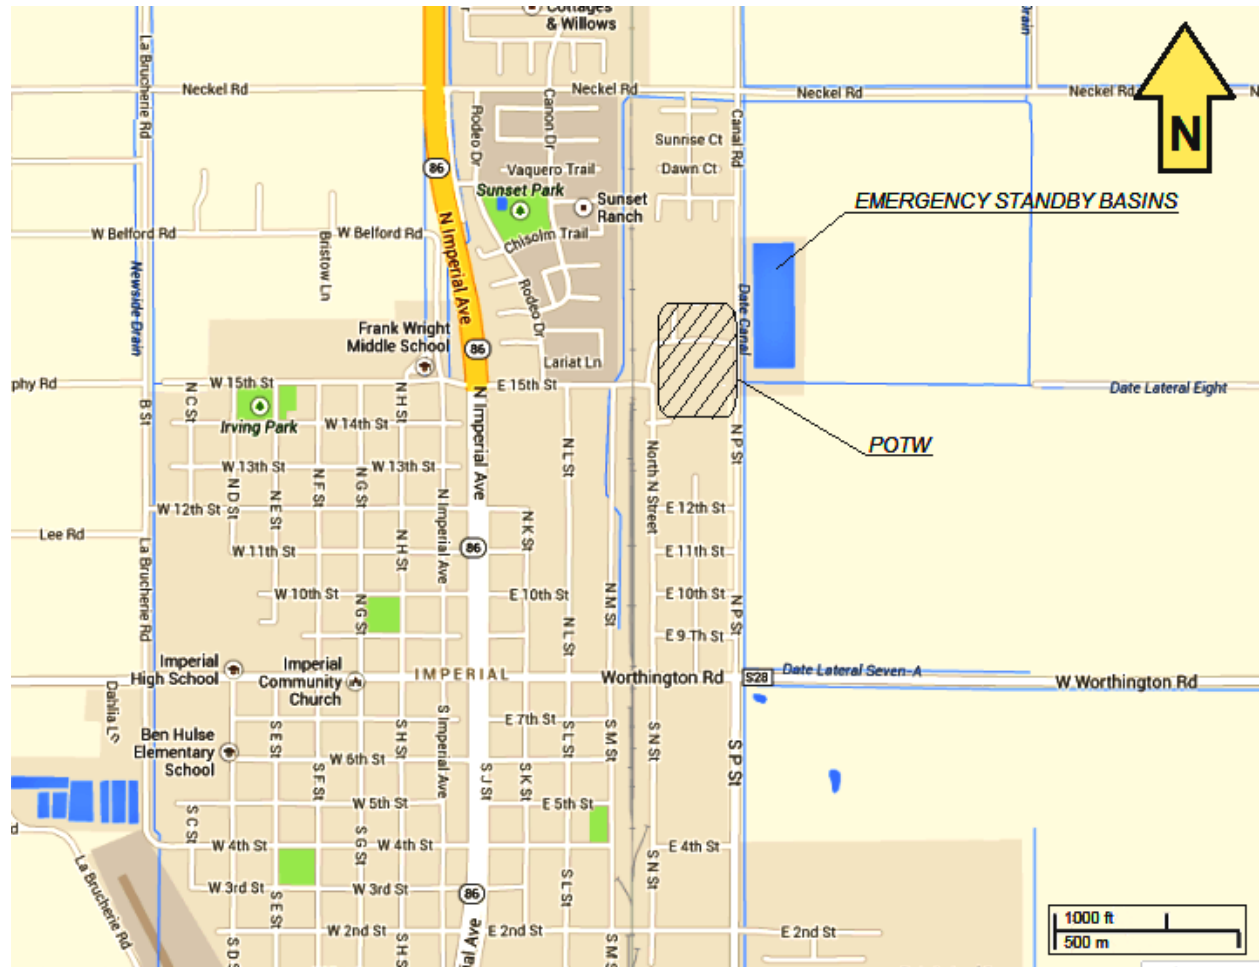 Cottages
& Willows
Drain
N
La Brucherie Rd
Neckel Rd
Neckel Rd
Neckel Rd
Neckel Rd
Rodeo Dr
Canon Dr
Canal Rd
Sunrise Ct
Dawn Ct
86
Vaquero Trail
Sunset Park
Sunset
Ranch
EMERGENCY STANDBY BASINS
W Belford Rd
W Belford Rd
N Imperial Ave
Chisolm Trail
Bristow Ln
Newside Drain
Rodeo Dr
Date Canal
Frank Wright
Middle School
86
Lariat Ln
phy Rd
W 15th St
E 15th St
Date Lateral Eight
B St
N C St
N H St
N Imperial Ave
Irving Park
W 14th St
N P St
POTW
W 13th St
W 13th St
N D St
N E St
N F St
N G St
N L St
North N Street
W 12th St
E 12th St
N Imperial Ave
N K St
Lee Rd
W 11th St
N H St
86
E 11th St
La Brucherie Rd
W 10th St
E 10th St
E 10th St
N G St
N L St
N M St
N P St
E 9 Th St
Imperial
High School
Imperial
Community
Church
IMPERIAL
Worthington Rd
S28
Date Lateral Seven-A
W Worthington Rd
Dahlia Ln
Ben Hulse
Elementary
School
E 7th St
S E St
S H St
S Imperial Ave
S L St
S M St
S N St
S P St
W 6th St
S F St
S J St
S K St
W 5th St
E 5th St
S C St
S G St
d
W 4th St
W 4th St
E 4th St
La Brucherie Rd
W 3rd St
W 3rd St
86
S L St
S N St
S E St
W 2nd St
E 2nd St
E 2nd St
S D S
S H S
ial Ave
S M S
1000 ft
500 m